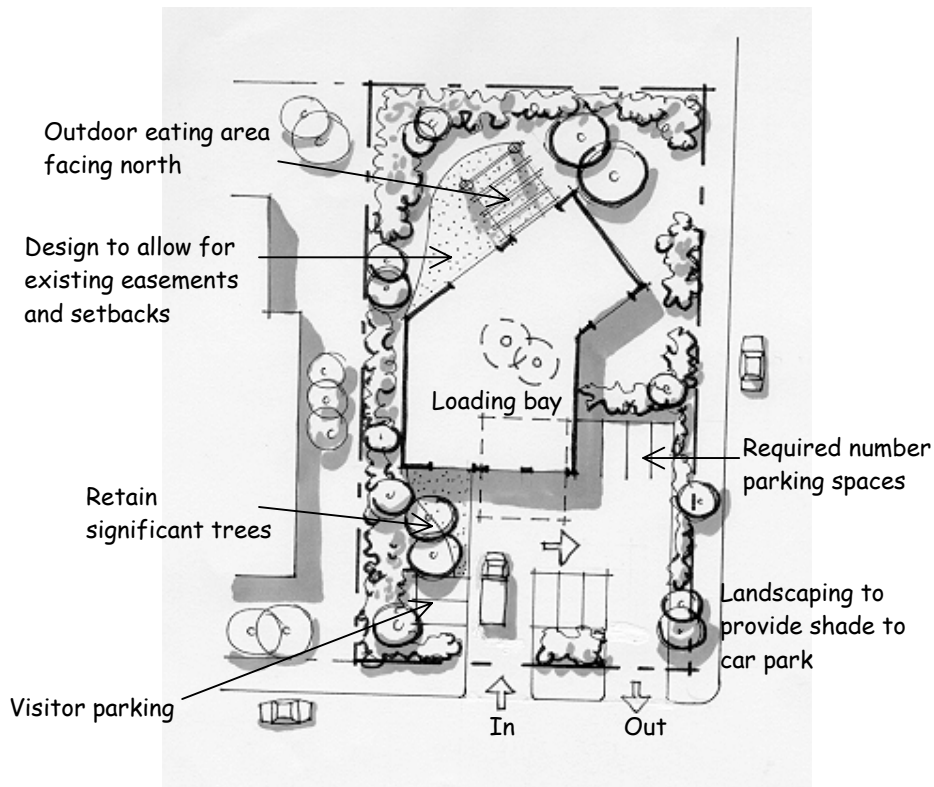 Outdoor eating area
facing north
Design to allow for
existing easements
and setbacks
Loading bay
Required number
parking spaces
Retain
significant trees
Landscaping to
provide shade to
car park
Visitor parking
In
Out